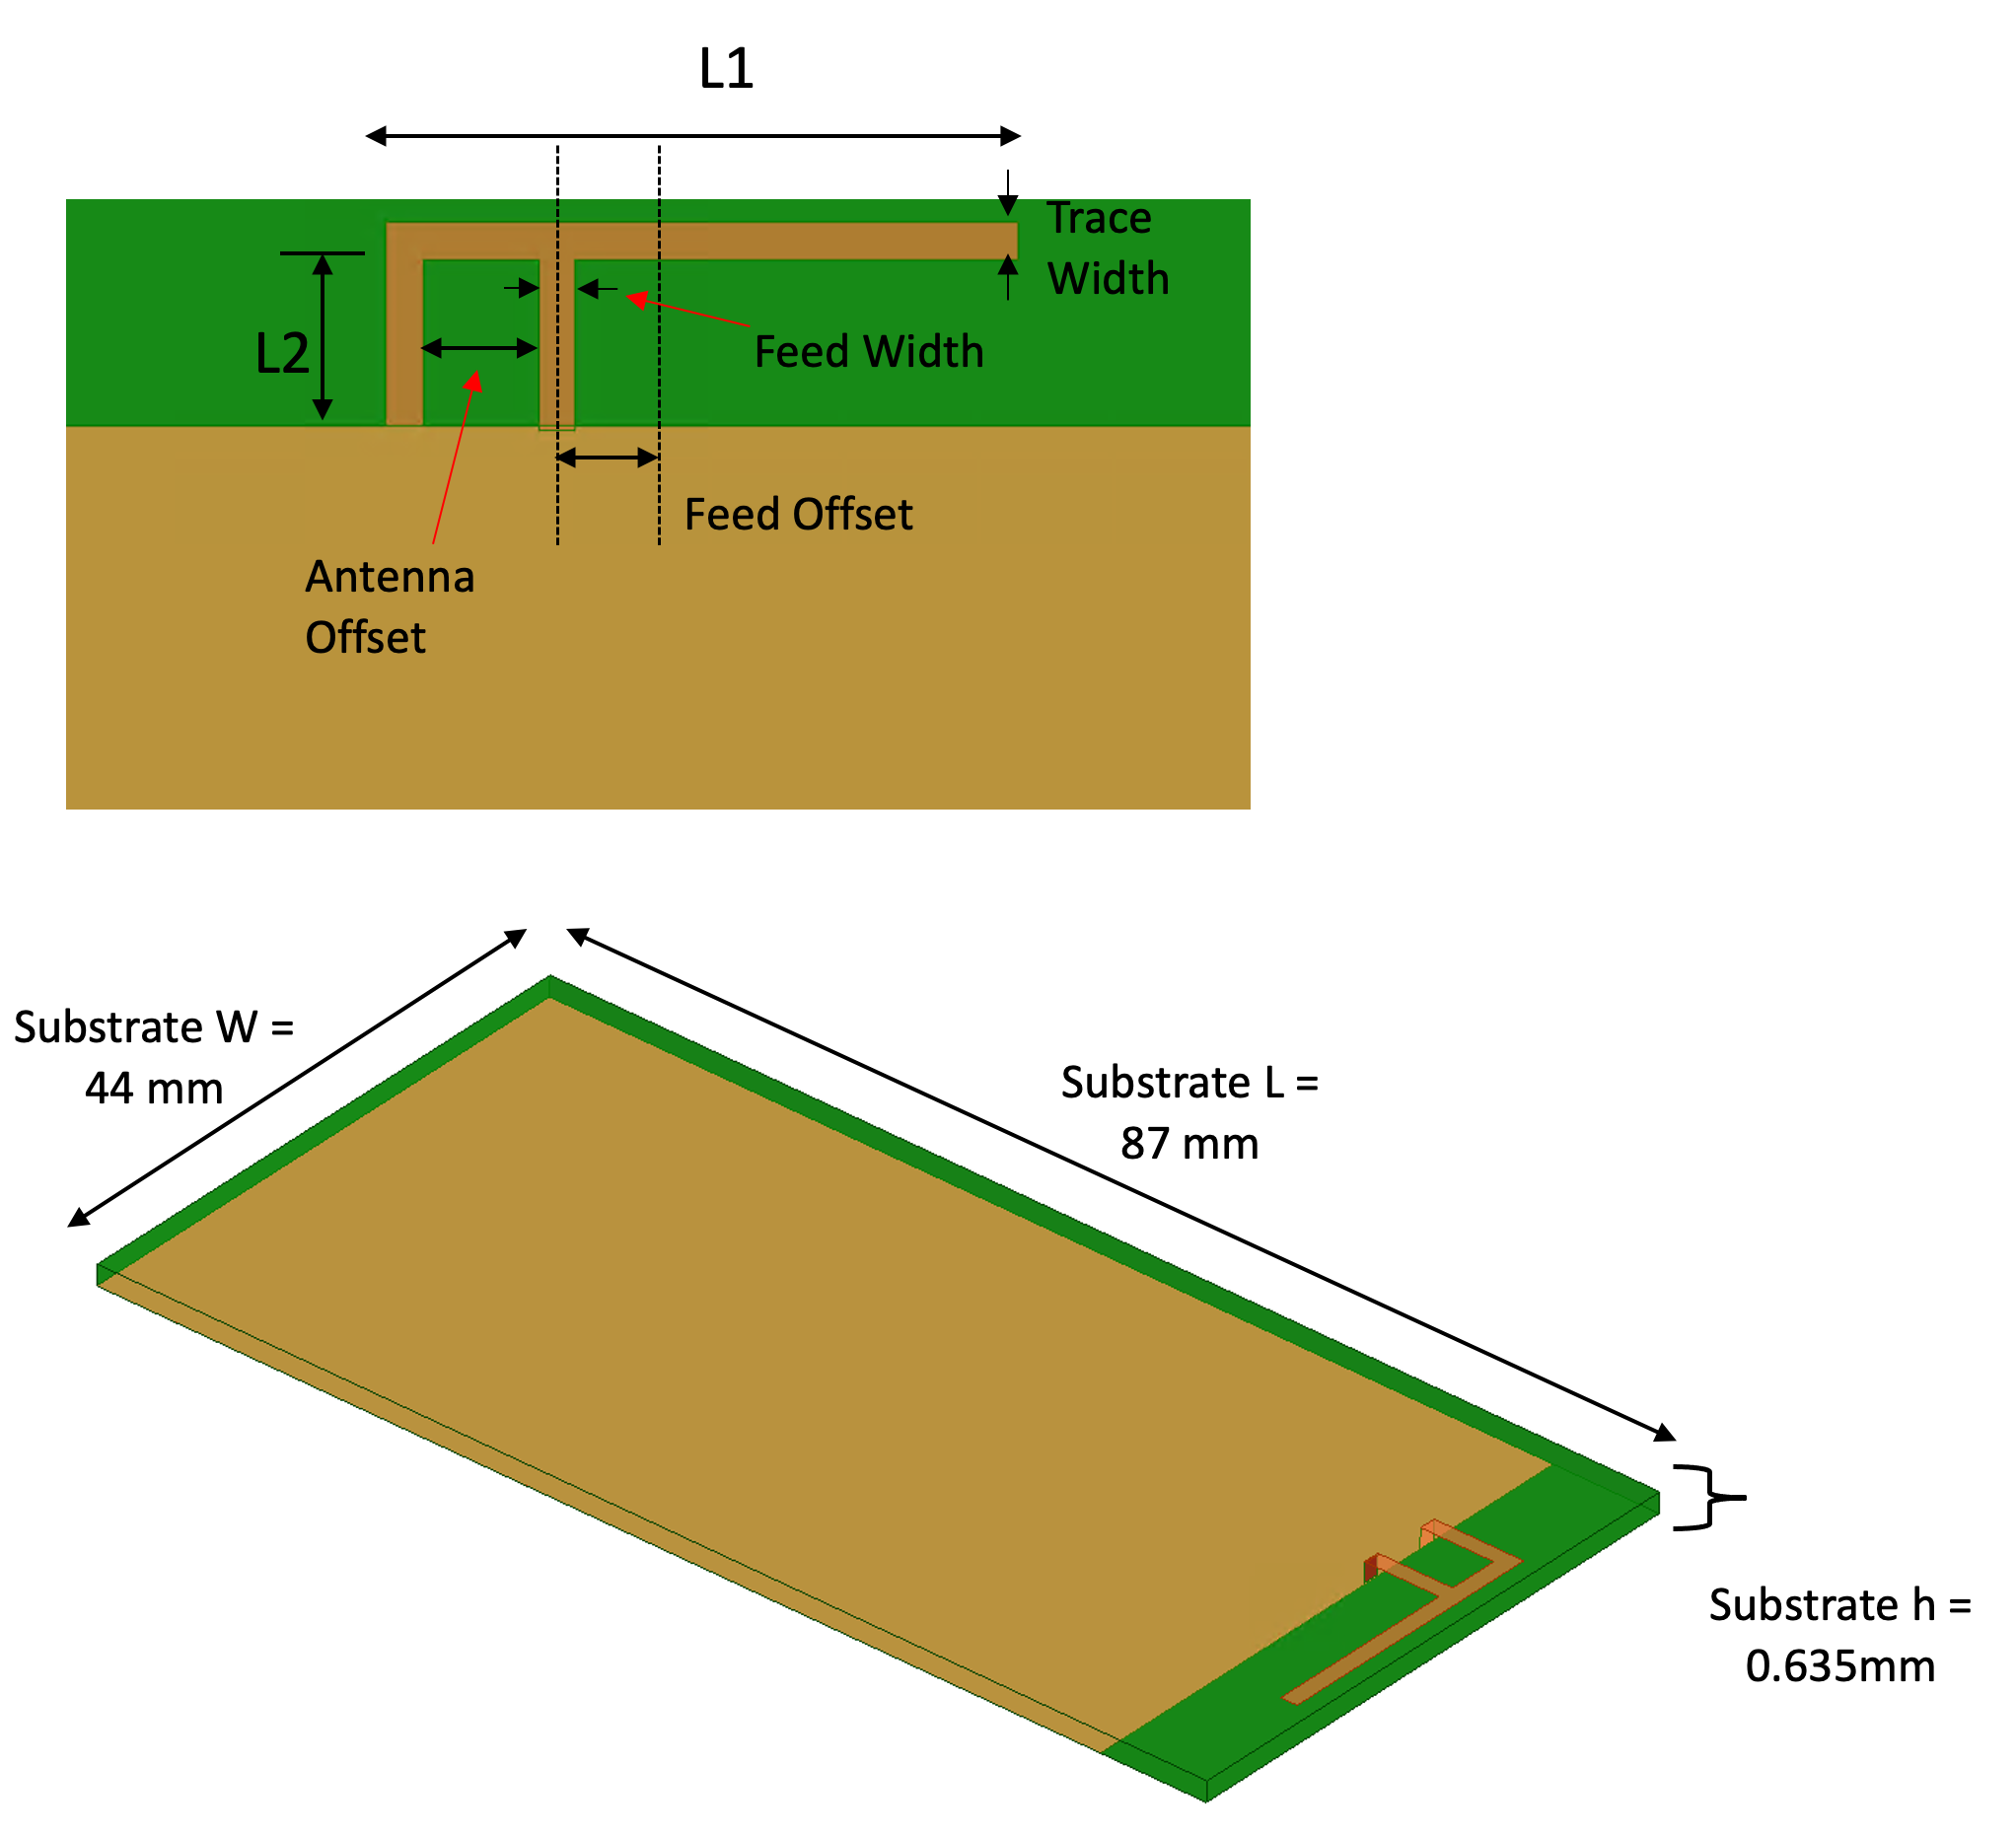 L1
Trace
Width
L2
Feed Width
Feed Offset
Antenna
Offset
Substrate W =
44 mm
Substrate L =
87 mm
Substrate h =
0.635mm